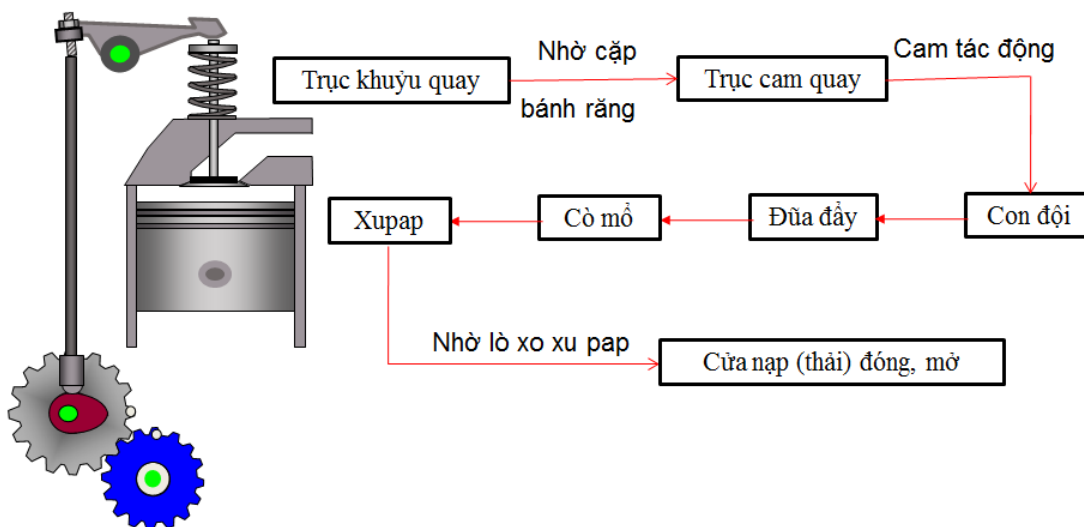 Trục khuỷu quay
Nhờ cặp
bánh răng
Trục cam quay
Cam tác động
Con đội
Đũa đẩy
Cò mổ
Xupap
Nhờ lò xo xu pap
Cửa nạp (thải) đóng, mở